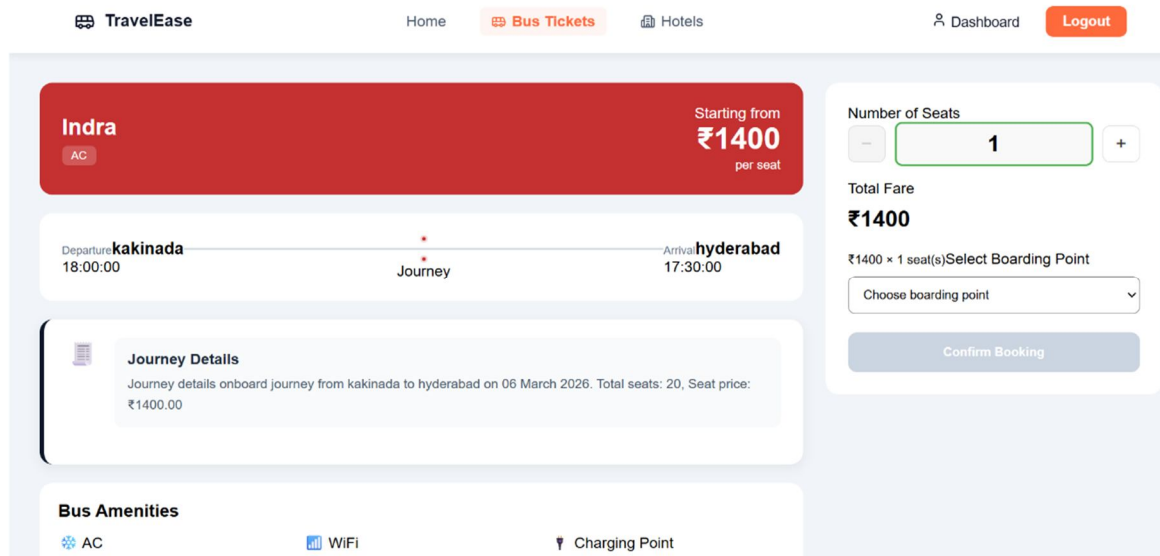 TravelEase Home Bus Tickets Hotels Dashboard Logout
Indra
AC
Starting from
₹1400
per seat
Departure kakinada
18:00:00
Journey
Arrival hyderabad
17:30:00
Journey Details
Journey details onboard journey from kakinada to hyderabad on 06 March 2026. Total seats: 20, Seat price:
₹1400.00
Bus Amenities
AC WiFi Charging Point
Number of Seats
− 1 +
Total Fare
₹1400
₹1400 × 1 seat(s)Select Boarding Point
Choose boarding point
Confirm Booking